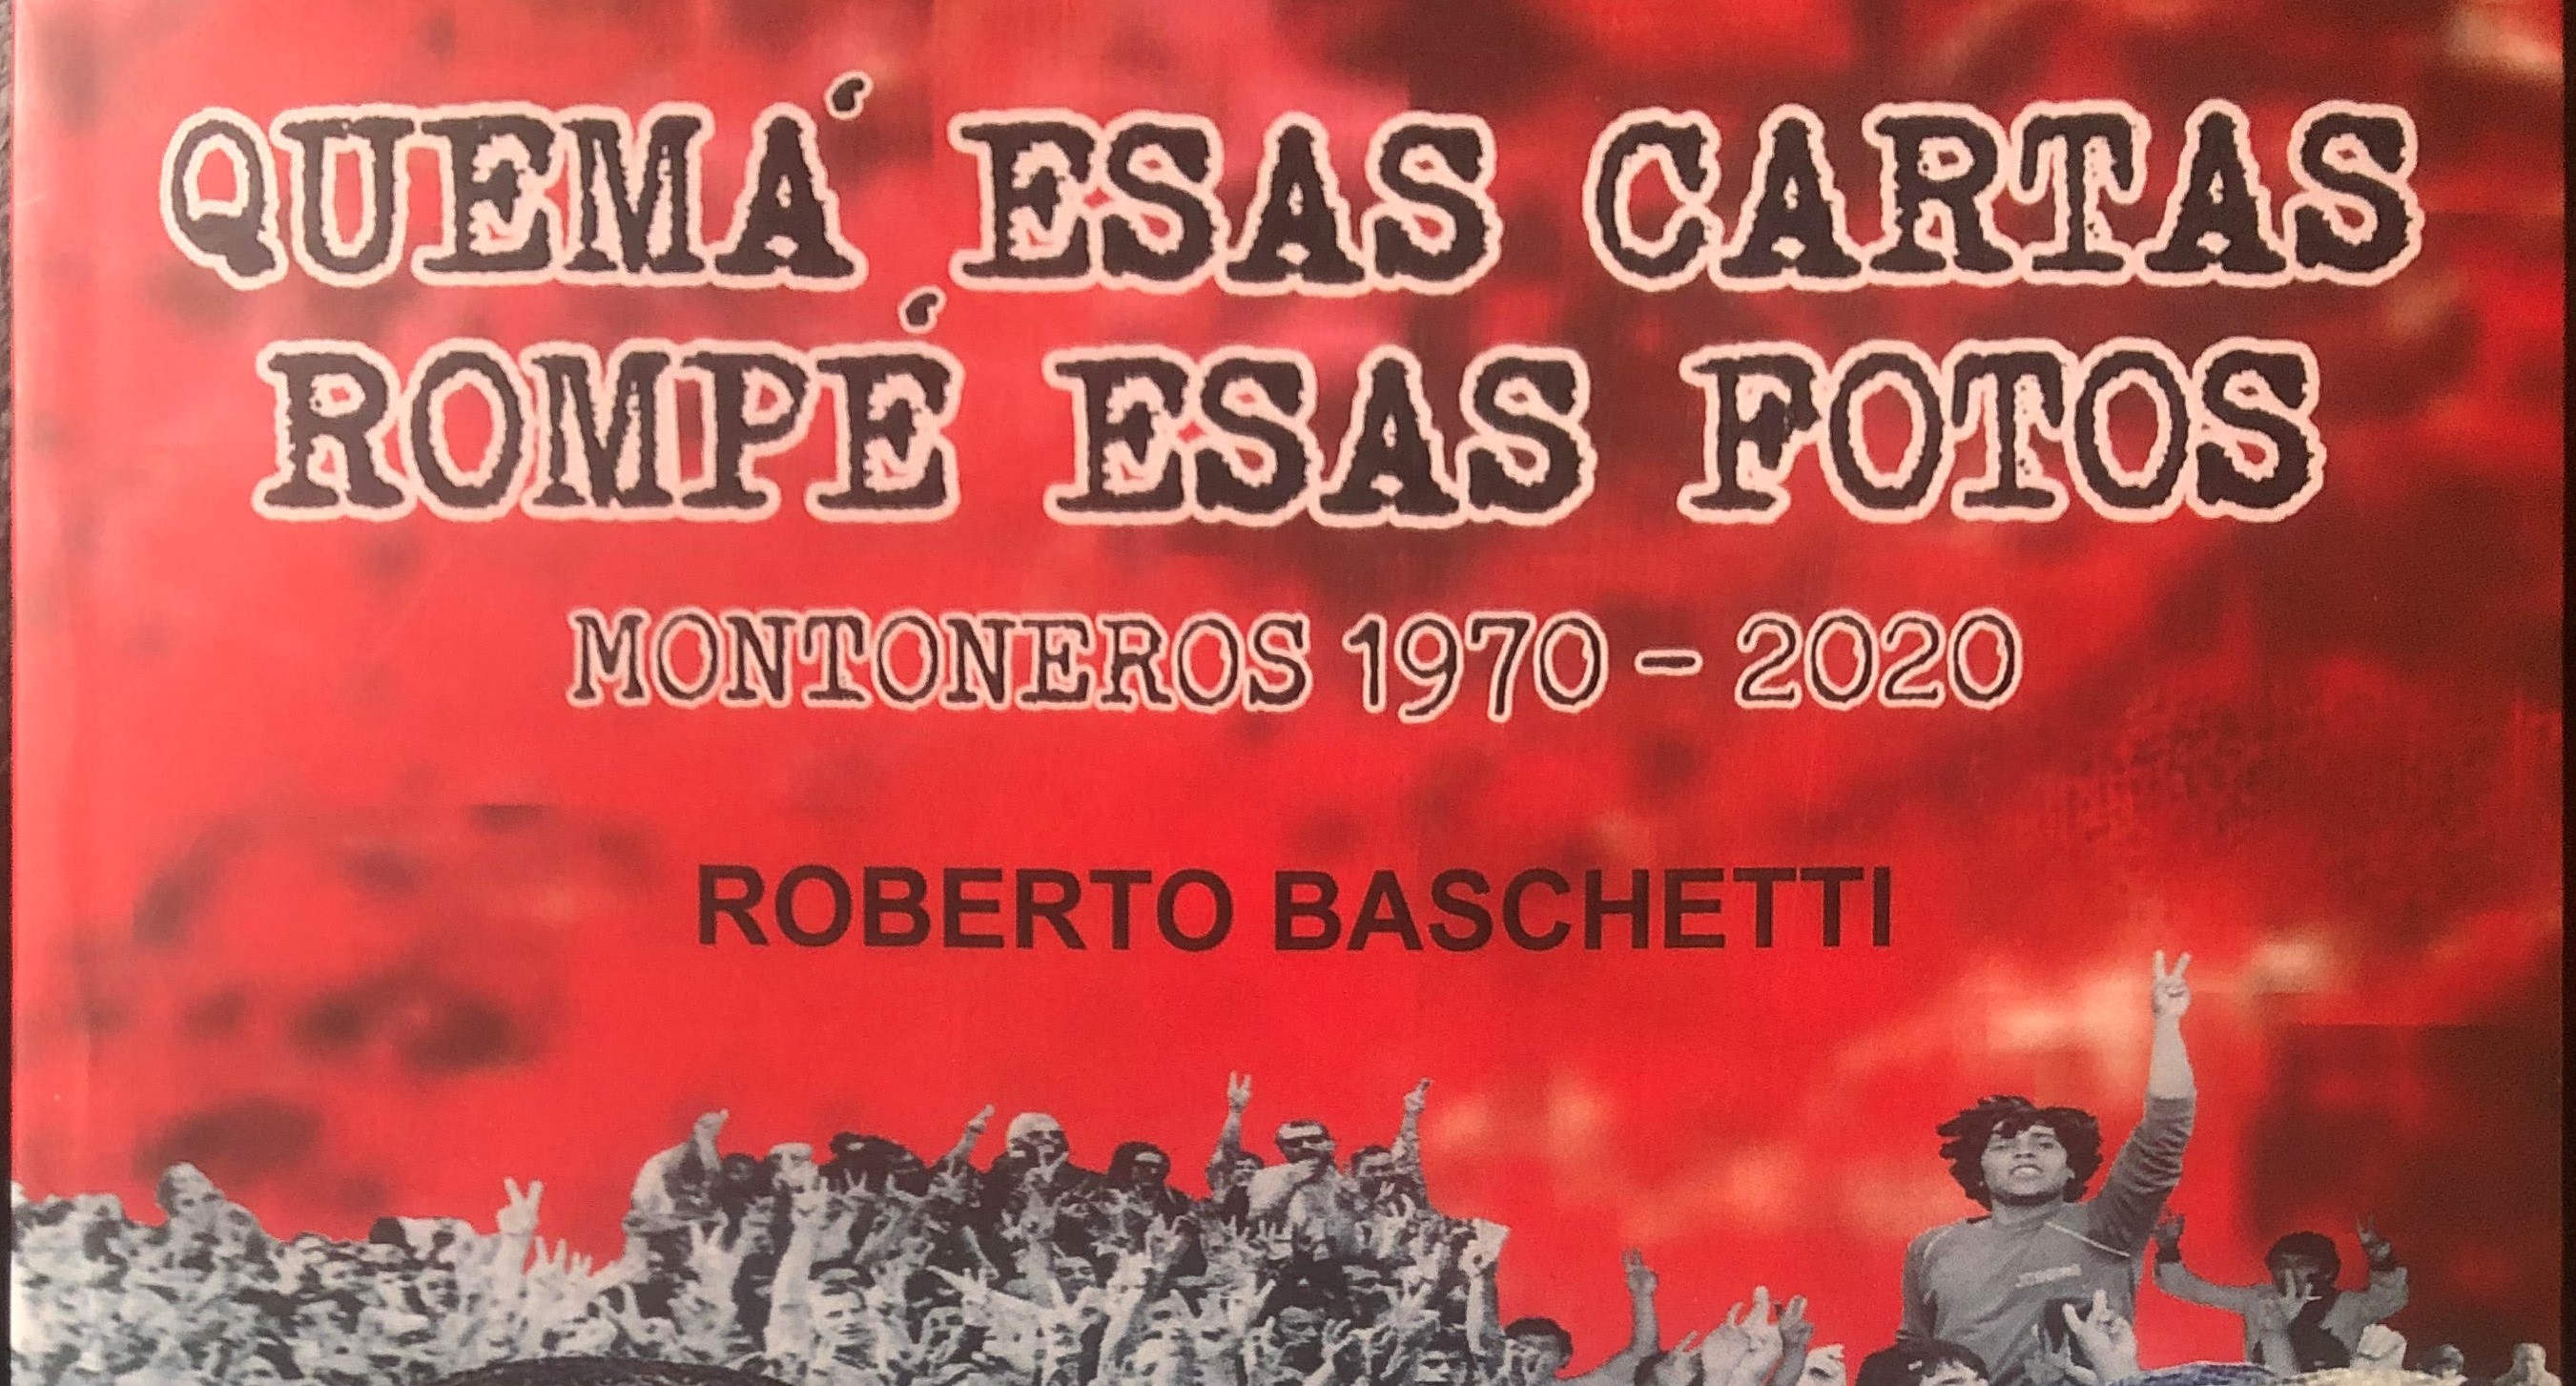 QUEMÁ ESAS CARTAS
ROMPÉ ESAS FOTOS
MONTONEROS 1970 - 2020
ROBERTO BASCHETTI